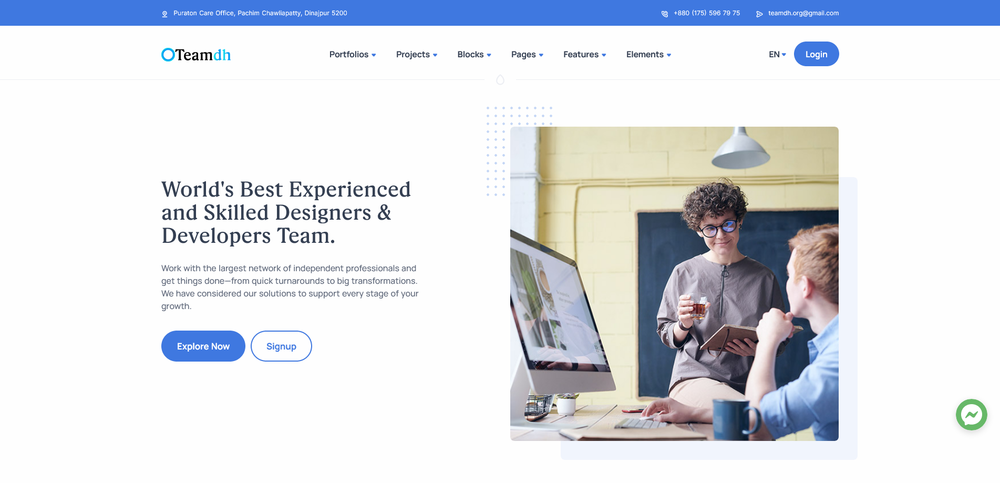 Puraton Care Office, Pachim Chawliapatty, Dinajpur 5200
+880 (175) 596 79 75
teamdh.org@gmail.com
OTeamdh
Portfolios
Projects
Blocks
Pages
Features
Elements
EN
Login
World's Best Experienced
and Skilled Designers &
Developers Team.
Work with the largest network of independent professionals and
get things done—from quick turnarounds to big transformations.
We have considered our solutions to support every stage of your
growth.
Explore Now
Signup